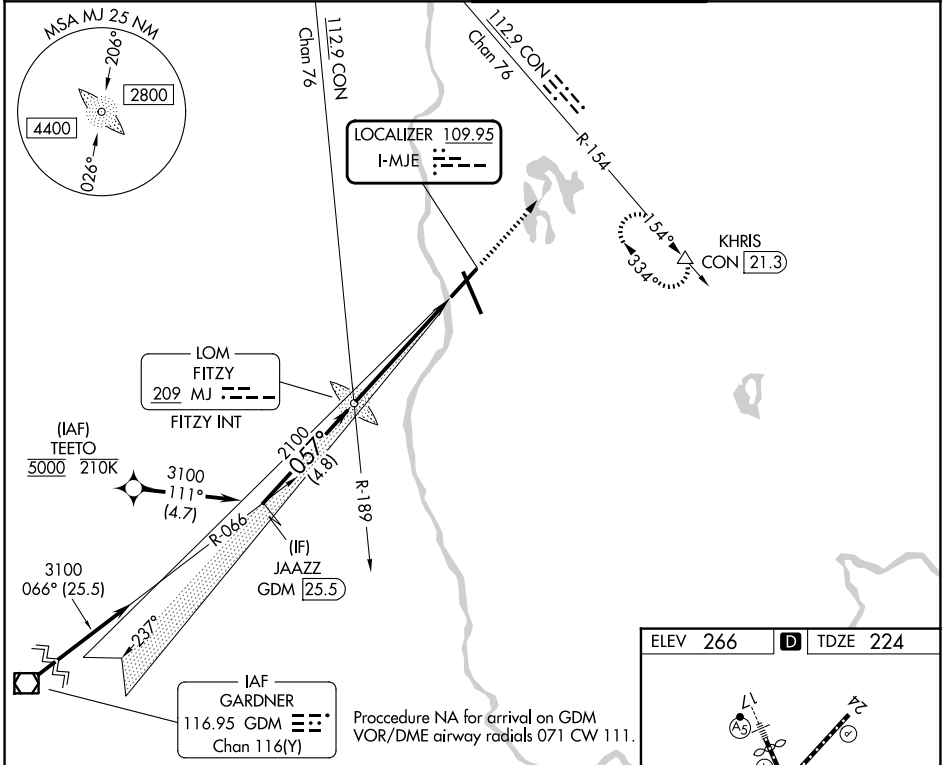 MSA MJ 25 NM
206°
2800
4400
026°
112.9 CON
Chan 76
112.9 CON
Chan 76
R-154
LOCALIZER 109.95
I-MJE
154°
334°
KHRIS
CON 21.3
LOM
FITZY
209 MJ
FITZY INT
(IAF)
TEETO
5000 210K
3100
111°
(4.7)
2100
057°
(4.8)
R-066
R-189
(IF)
JAAZZ
GDM 25.5
3100
066° (25.5)
237°
IAF
GARDNER
116.95 GDM
Chan 116(Y)
Proccedure NA for arrival on GDM
VOR/DME airway radials 071 CW 111.
ELEV 266 D TDZE 224
17
24
A5